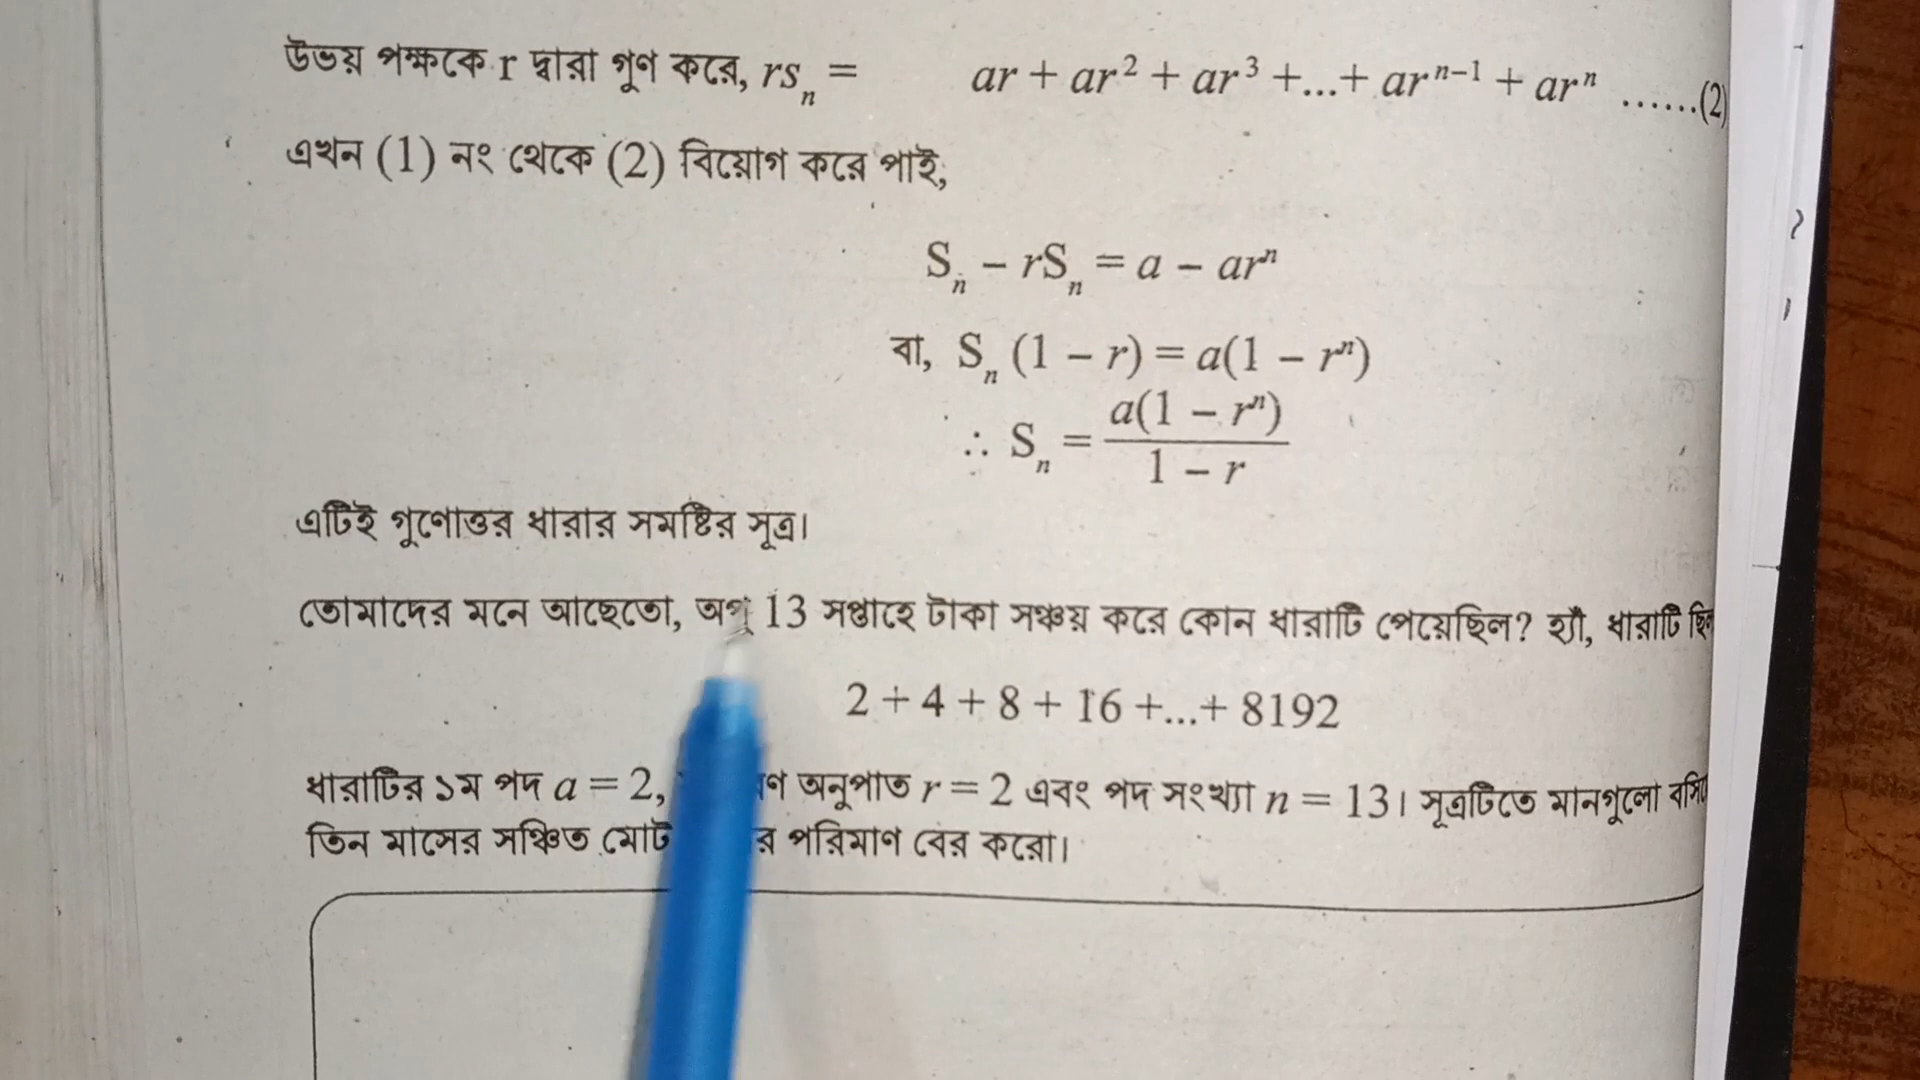 উভয় পক্ষকে r দ্বারা গুণ করে, rsₙ = ar + ar² + ar³ +...+ arⁿ⁻¹ + arⁿ ......(2)
এখন (1) নং থেকে (2) বিয়োগ করে পাই,
Sₙ – rSₙ = a – arⁿ
বা, Sₙ (1 – r) = a(1 – rⁿ)
∴ Sₙ = a(1 – rⁿ) / 1 – r
এটিই গুণোত্তর ধারার সমষ্টির সূত্র।
তোমাদের মনে আছেতো, অপু 13 সপ্তাহে টাকা সঞ্চয় করে কোন ধারাটি পেয়েছিল? হ্যাঁ, ধারাটি
2 + 4 + 8 + 16 +...+ 8192
ধারাটির ১ম পদ a = 2, অনুপাত r = 2 এবং পদ সংখ্যা n = 13। সূত্রটিতে মানগুলো
তিন মাসের সঞ্চিত মোট পরিমাণ বের করো।